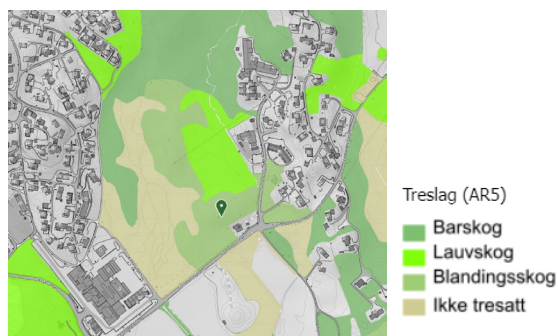 Treslag (AR5)
Barskog
Lauvskog
Blandingsskog
Ikke tresatt